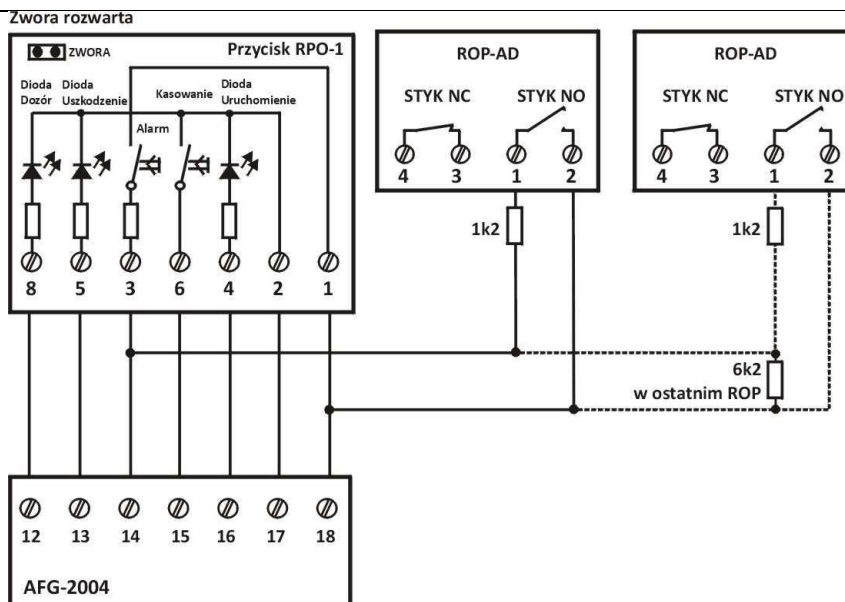 Zwora rozwarta
ZWORA
Przycisk RPO-1
Dioda
Dozór
Dioda
Uszkodzenie
Kasowanie
Dioda
Uruchomienie
Alarm
8 5 3 6 4 2 1
ROP-AD
STYK NC STYK NO
4 3 1 2
1k2
ROP-AD
STYK NC STYK NO
4 3 1 2
1k2
6k2
w ostatnim ROP
12 13 14 15 16 17 18
AFG-2004